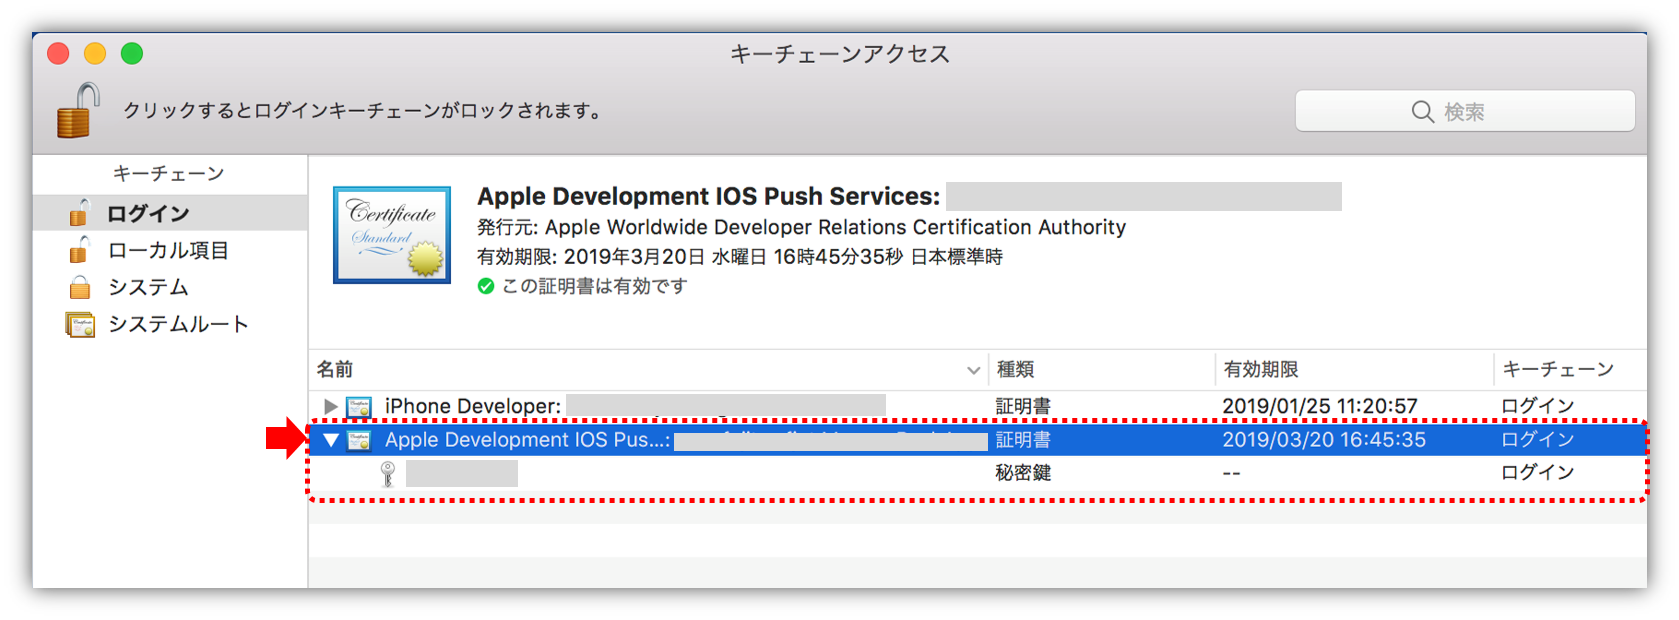 キーチェーンアクセス
クリックするとログインキーチェーンがロックされます。
検索
キーチェーン
ログイン
ローカル項目
システム
システムルート
Certificate
Standard
Apple Development IOS Push Services:
発行元: Apple Worldwide Developer Relations Certification Authority
有効期限: 2019年3月20日 水曜日 16時45分35秒 日本標準時
この証明書は有効です
名前 種類 有効期限 キーチェーン
iPhone Developer: 証明書 2019/01/25 11:20:57 ログイン
Apple Development IOS Pus...: 証明書 2019/03/20 16:45:35 ログイン
秘密鍵 -- ログイン